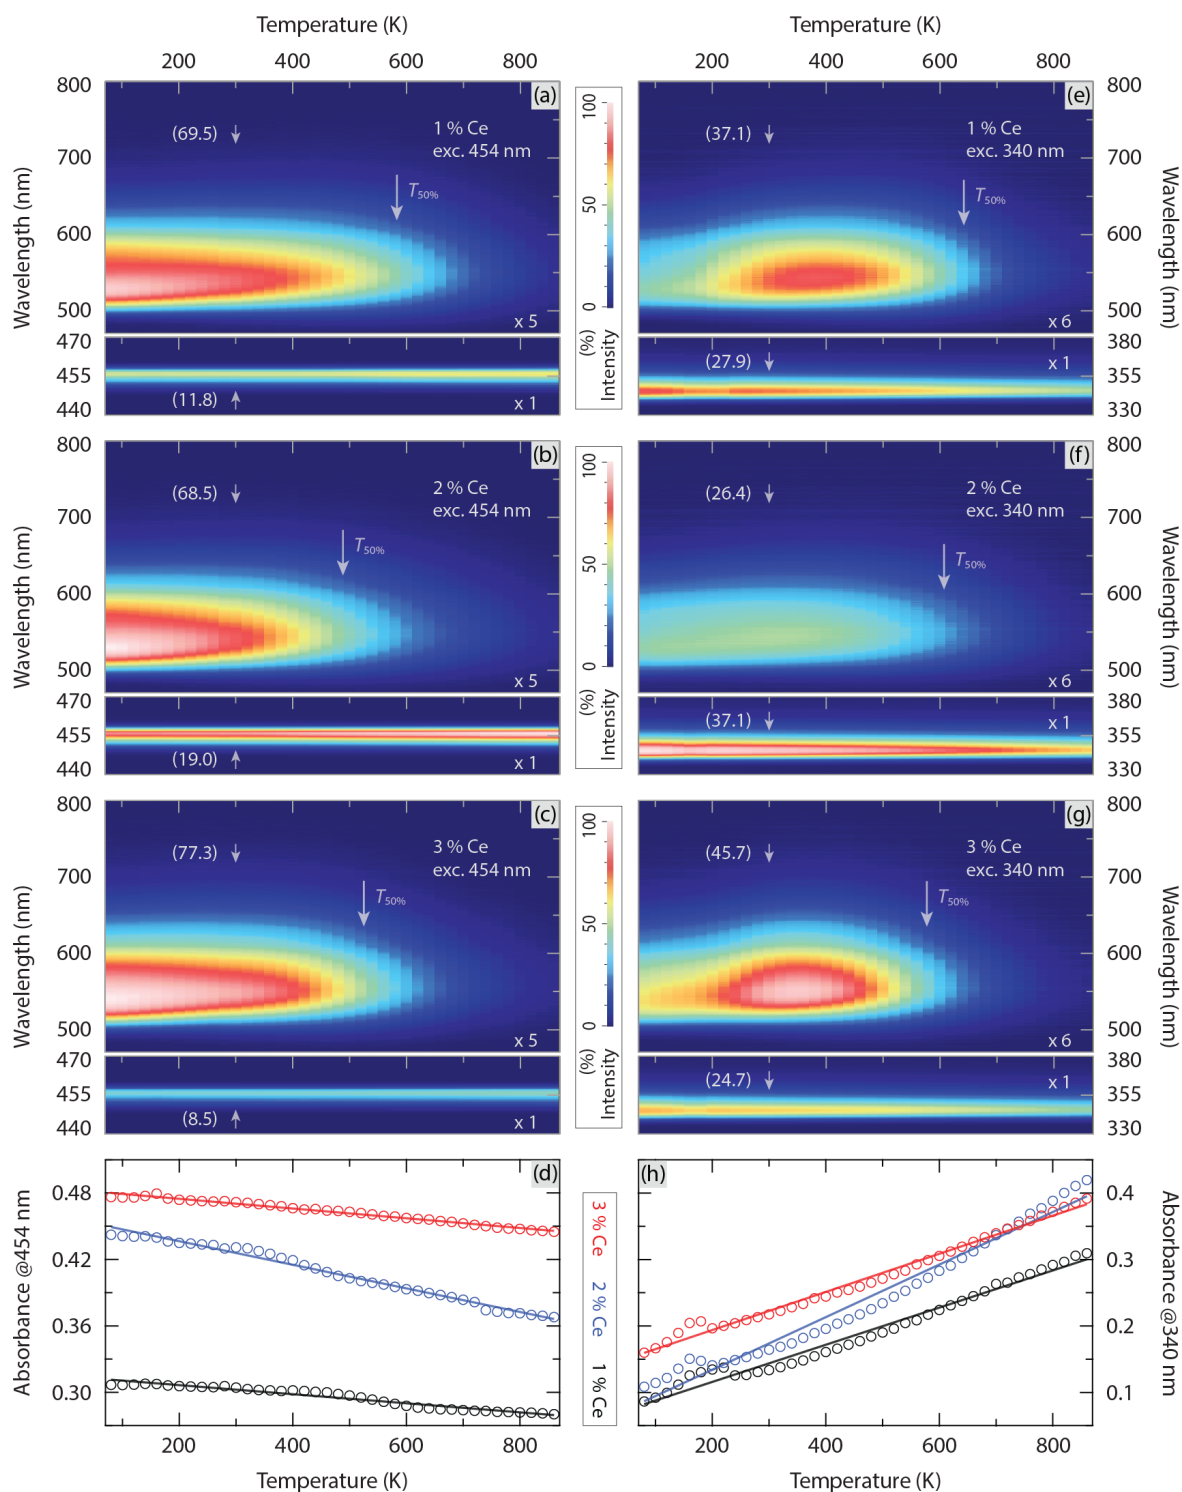 Temperature (K)
Temperature (K)
200 400 600 800
200 400 600 800
800
700
600
500
Wavelength (nm)
(a)
(69.5)
1 % Ce
exc. 454 nm
T50%
x 5
470
455
440
(11.8)
x 1
100
50
0
(%)
Intensity
(e)
(37.1)
1 % Ce
exc. 340 nm
T50%
x 6
800
700
600
500
Wavelength (nm)
(27.9)
x 1
380
355
330
800
700
600
500
Wavelength (nm)
(b)
(68.5)
2 % Ce
exc. 454 nm
T50%
x 5
470
455
440
(19.0)
x 1
100
50
0
(%)
Intensity
(f)
(26.4)
2 % Ce
exc. 340 nm
T50%
x 6
800
700
600
500
Wavelength (nm)
(37.1)
x 1
380
355
330
800
700
600
500
Wavelength (nm)
(c)
(77.3)
3 % Ce
exc. 454 nm
T50%
x 5
470
455
440
(8.5)
x 1
100
50
0
(%)
Intensity
(g)
(45.7)
3 % Ce
exc. 340 nm
T50%
x 6
800
700
600
500
Wavelength (nm)
(24.7)
x 1
380
355
330
(d)
0.48
0.42
0.36
0.30
Absorbance @454 nm
3 % Ce
2 % Ce
1 % Ce
(h)
0.4
0.3
0.2
0.1
Absorbance @340 nm
200 400 600 800
200 400 600 800
Temperature (K)
Temperature (K)